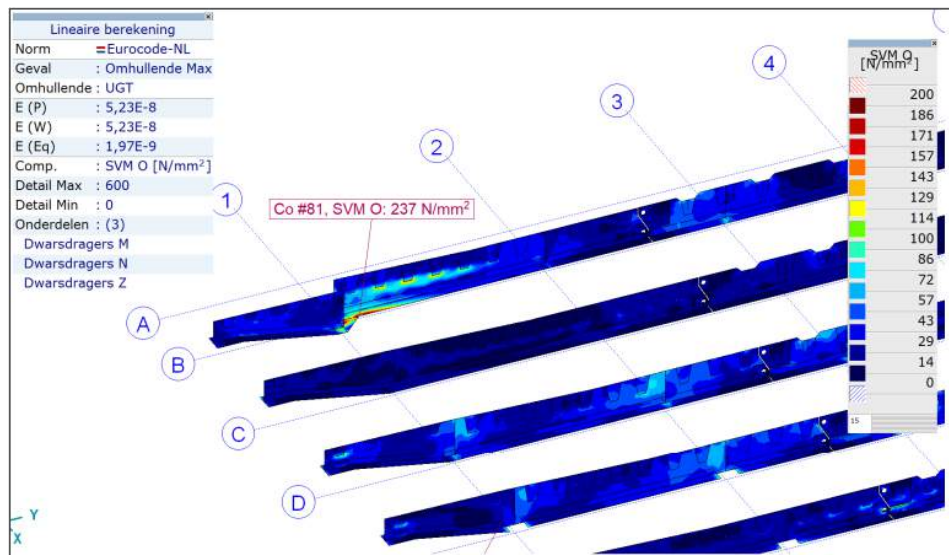 Lineaire berekening
Norm =Eurocode-NL
Geval : Omhullende Max
Omhullende : UGT
E (P) : 5,23E-8
E (W) : 5,23E-8
E (Eq) : 1,97E-9
Comp. : SVM O [N/mm²]
Detail Max : 600
Detail Min : 0
Onderdelen : (3)
Dwarsdragers M
Dwarsdragers N
Dwarsdragers Z
Co #81, SVM O: 237 N/mm²
1
2
3
4
A
B
C
D
SVM O
[N/mm²]
200
186
171
157
143
129
114
100
86
72
57
43
29
14
0
15
Y
X